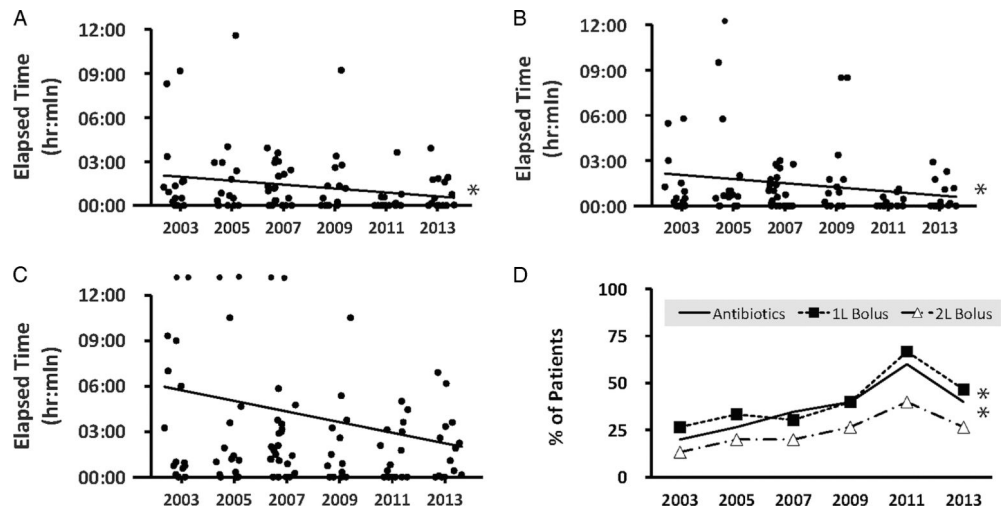 A
Elapsed Time
(hr:mIn)
12:00
09:00
06:00
03:00
00:00
*
2003 2005 2007 2009 2011 2013
B
Elapsed Time
(hr:mIn)
12:00
09:00
06:00
03:00
00:00
*
2003 2005 2007 2009 2011 2013
C
Elapsed Time
(hr:mIn)
12:00
09:00
06:00
03:00
00:00
2003 2005 2007 2009 2011 2013
D
% of Patients
100
75
50
25
0
Antibiotics 1L Bolus 2L Bolus
*
*
2003 2005 2007 2009 2011 2013